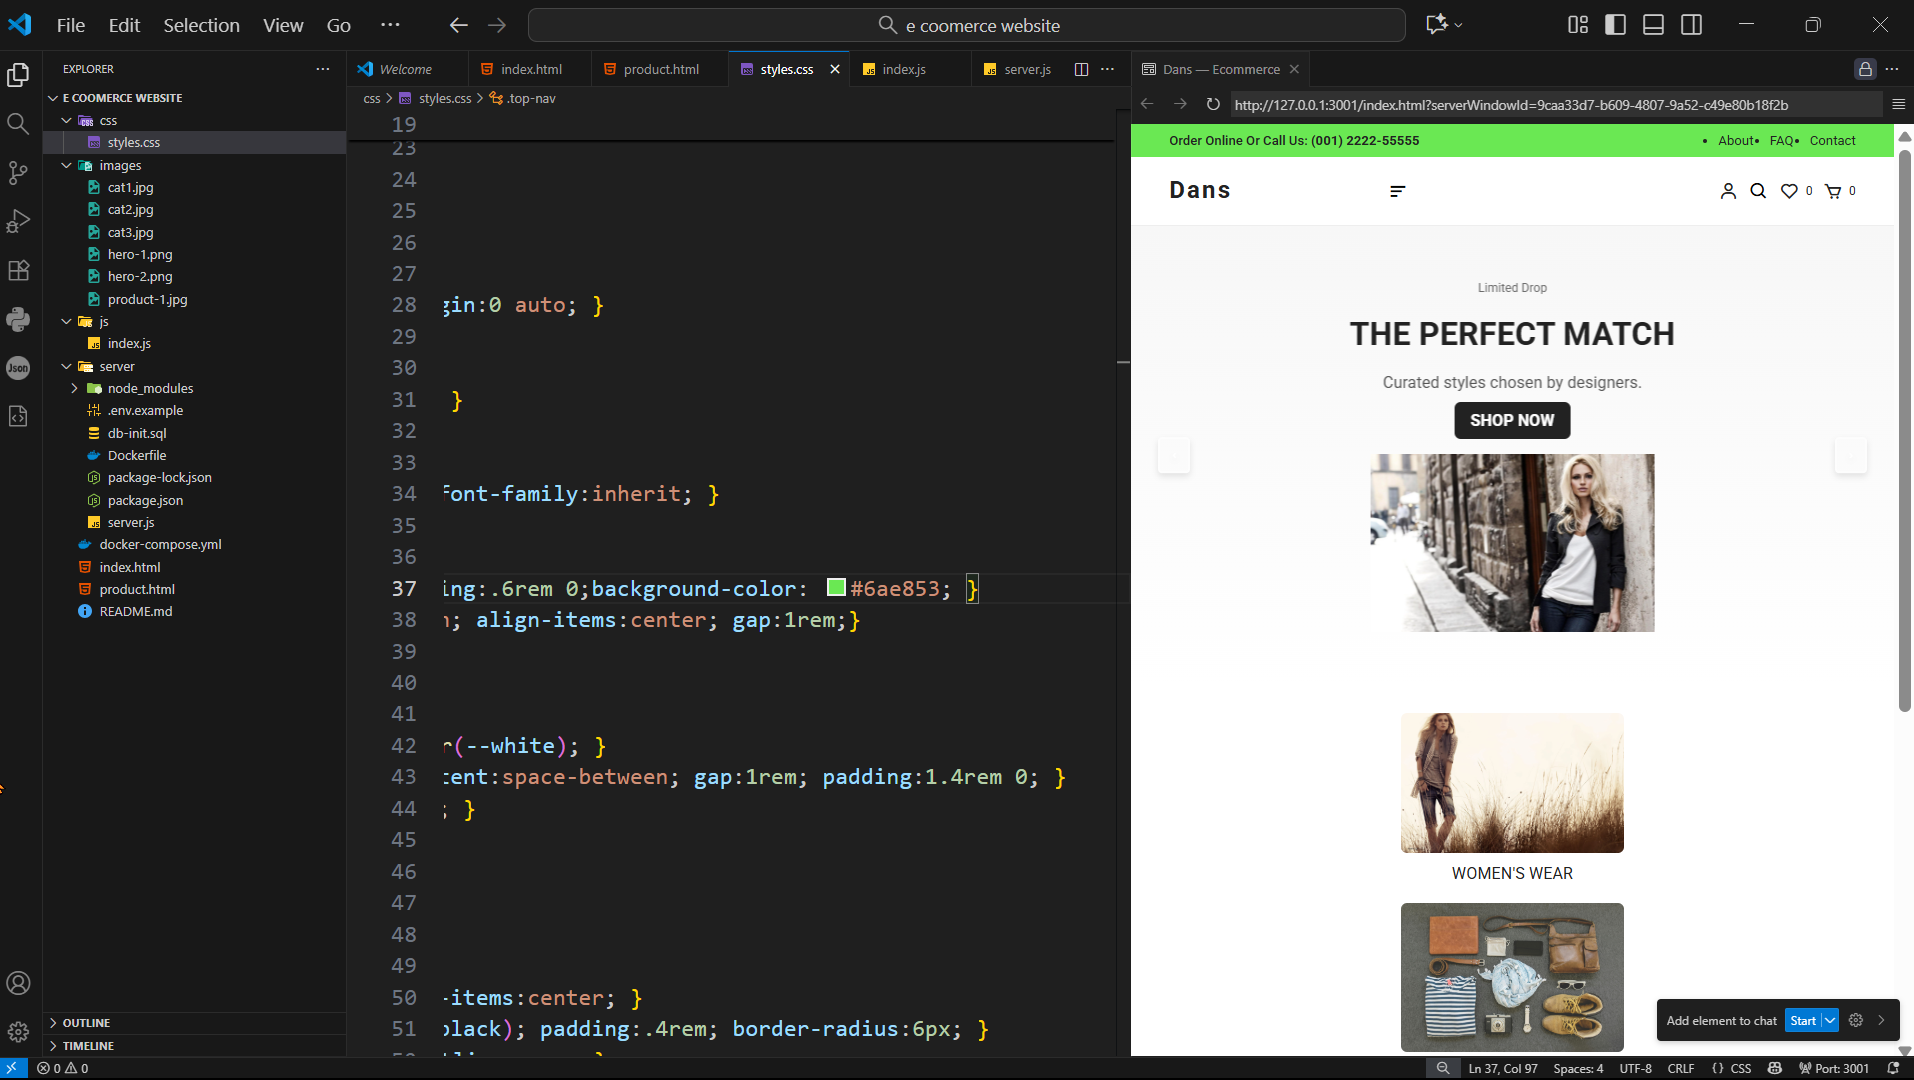 File Edit Selection View Go ··· e coomerce website
EXPLORER ···
E COOMERCE WEBSITE
css
styles.css
images
cat1.jpg
cat2.jpg
cat3.jpg
hero-1.png
hero-2.png
product-1.jpg
js
index.js
server
node_modules
.env.example
db-init.sql
Dockerfile
package-lock.json
package.json
server.js
docker-compose.yml
index.html
product.html
README.md
OUTLINE
TIMELINE
Json
Welcome index.html product.html styles.css index.js server.js ···
css > styles.css > .top-nav
19
23
24
25
26
27
28 gin:0 auto; }
29
30
31 }
32
33
34 font-family:inherit; }
35
36
37 ing:.6rem 0;background-color: #6ae853; }
38 n; align-items:center; gap:1rem;}
39
40
41
42 r(--white); }
43 tent:space-between; gap:1rem; padding:1.4rem 0; }
44 ; }
45
46
47
48
49
50 -items:center; }
51 black); padding:.4rem; border-radius:6px; }
Dans — Ecommerce ···
http://127.0.0.1:3001/index.html?serverWindowId=9caa33d7-b609-4807-9a52-c49e80b18f2b
Order Online Or Call Us: (001) 2222-55555 • About • FAQ • Contact
Dans 0 0
Limited Drop
THE PERFECT MATCH
Curated styles chosen by designers.
SHOP NOW
WOMEN'S WEAR
Add element to chat Start
0 0 Ln 37, Col 97 Spaces: 4 UTF-8 CRLF {} CSS Port: 3001